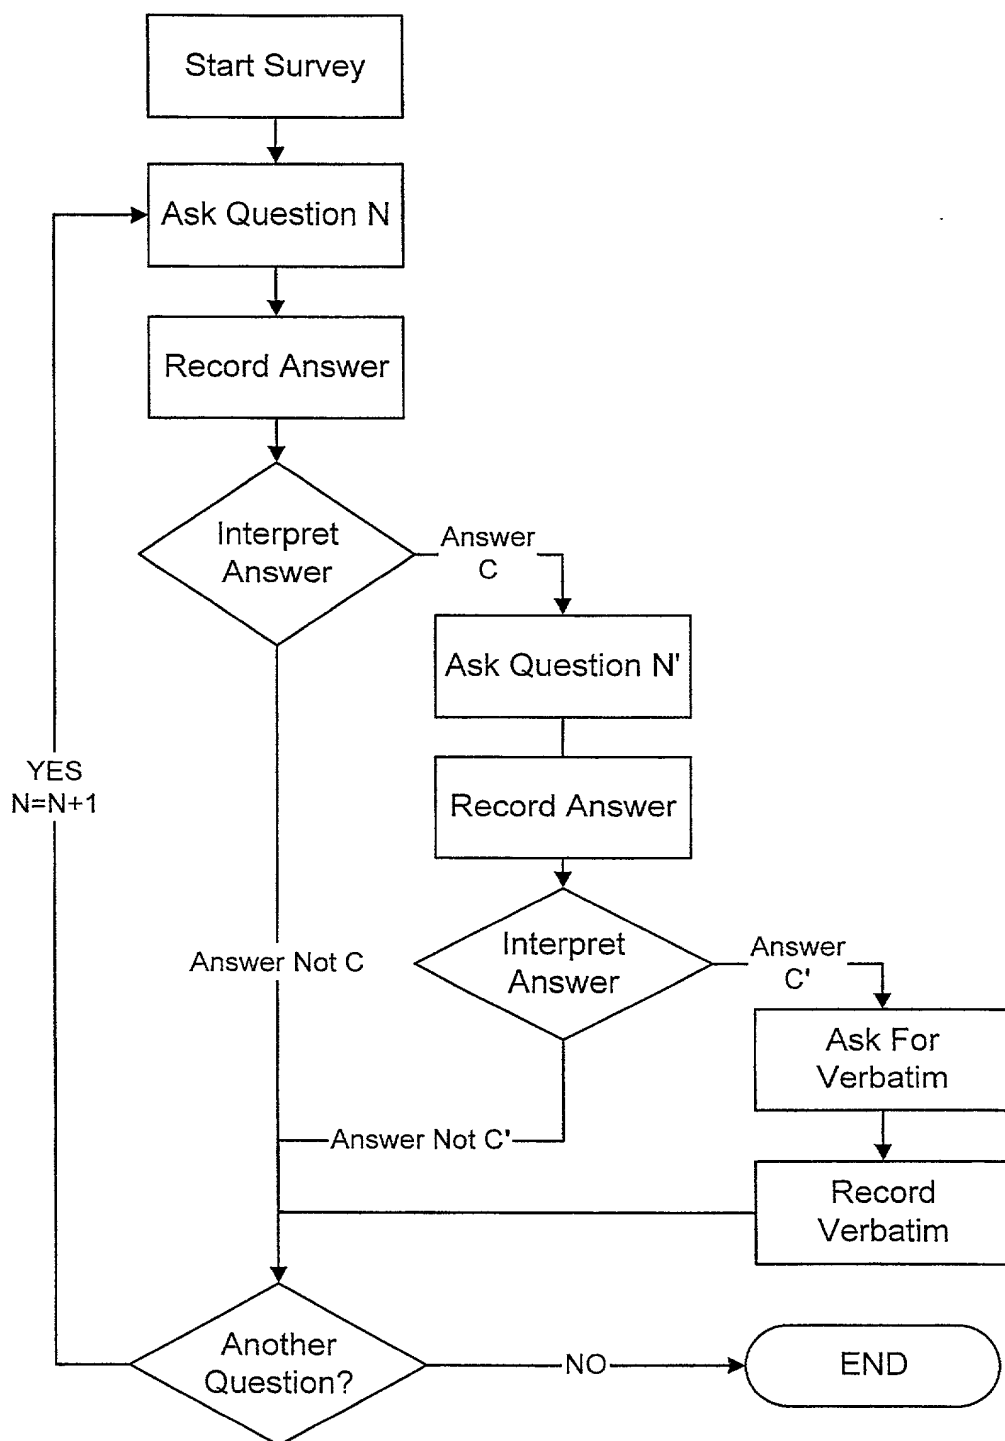 Start Survey
Ask Question N
Record Answer
Interpret
Answer
Answer
C
Ask Question N'
YES
N=N+1
Record Answer
Answer Not C
Interpret
Answer
Answer
C'
Ask For
Verbatim
Answer Not C'
Record
Verbatim
Another
Question?
NO
END